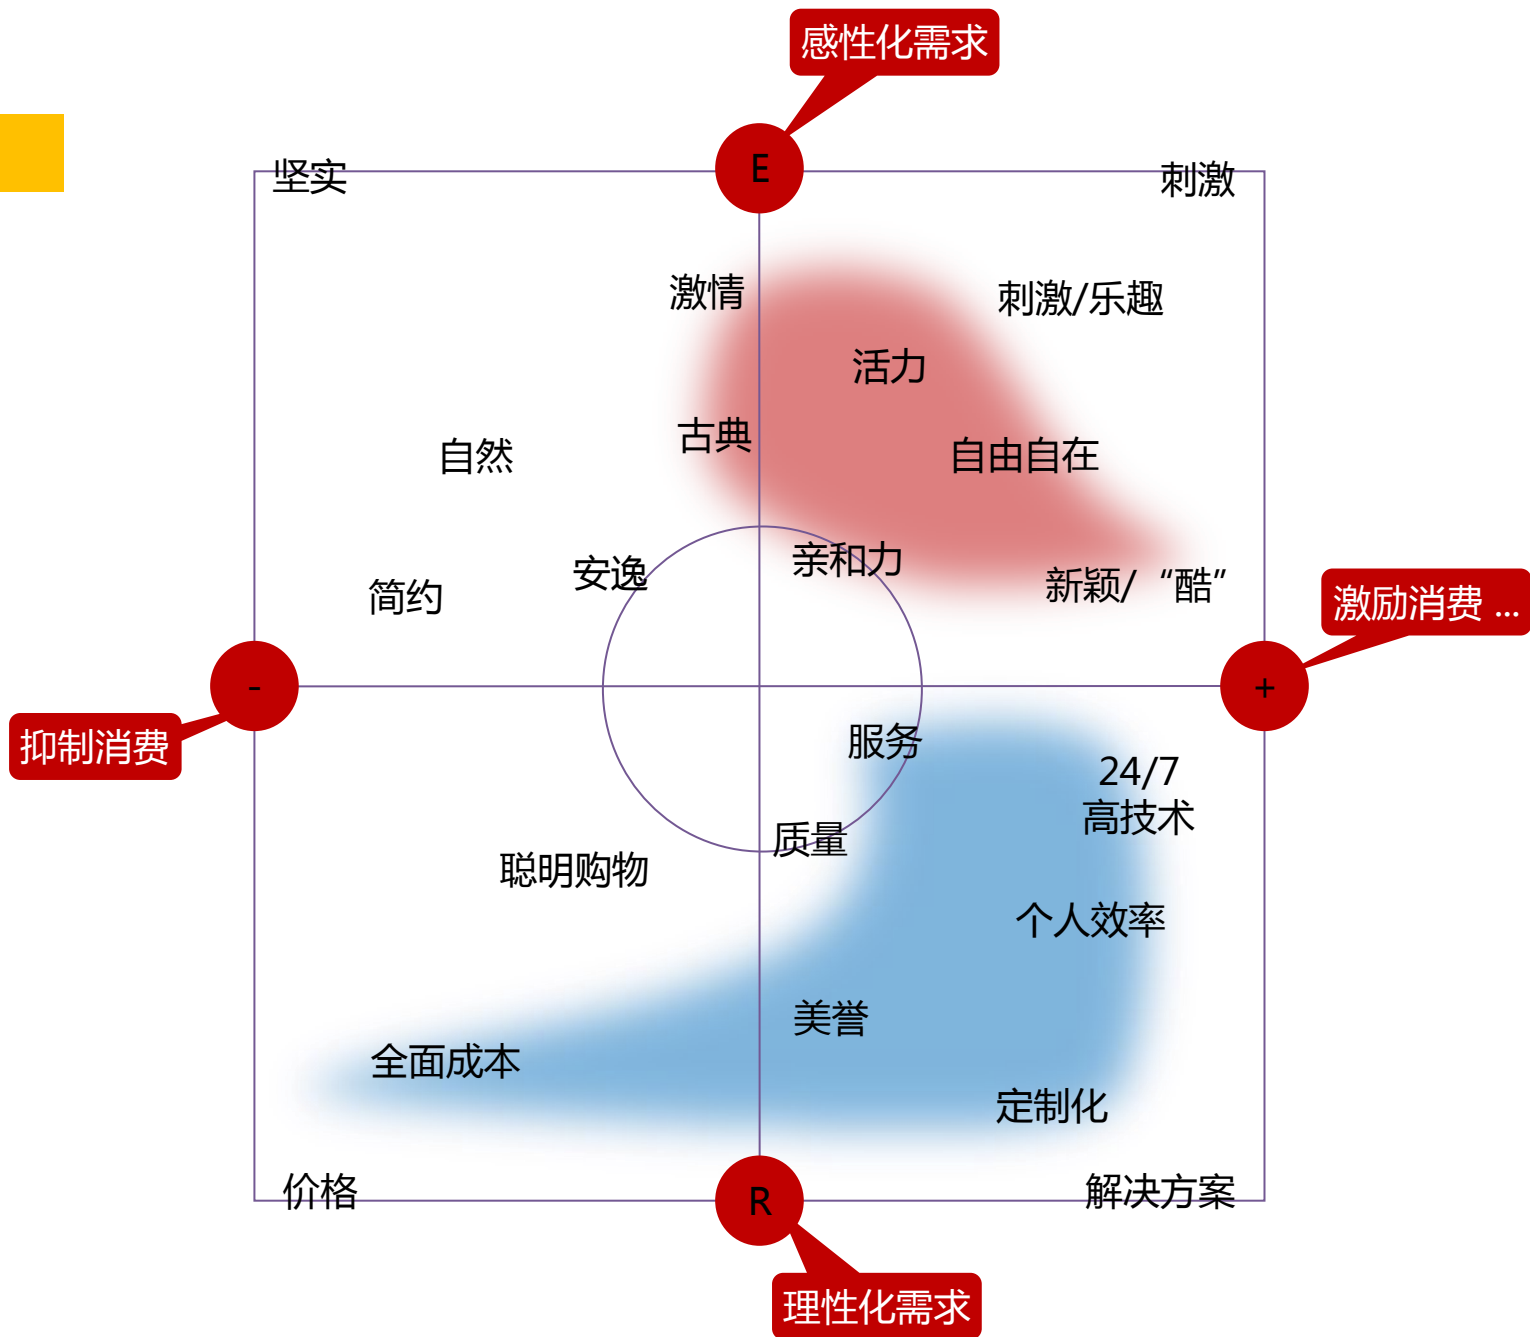 感性化需求
E
坚实
刺激
激情
刺激/乐趣
活力
古典
自然
自由自在
亲和力
安逸
简约
新颖/“酷”
激励消费 ...
-
+
抑制消费
服务
24/7
高技术
质量
聪明购物
个人效率
美誉
全面成本
定制化
价格
解决方案
R
理性化需求